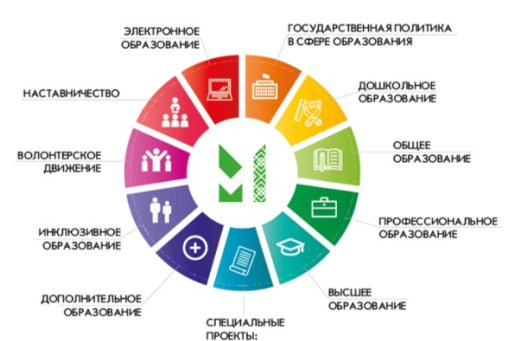 ЭЛЕКТРОННОЕ
ОБРАЗОВАНИЕ
ГОСУДАРСТВЕННАЯ ПОЛИТИКА
В СФЕРЕ ОБРАЗОВАНИЯ
ДОШКОЛЬНОЕ
ОБРАЗОВАНИЕ
ОБЩЕЕ
ОБРАЗОВАНИЕ
ПРОФЕССИОНАЛЬНОЕ
ОБРАЗОВАНИЕ
ВЫСШЕЕ
ОБРАЗОВАНИЕ
СПЕЦИАЛЬНЫЕ
ПРОЕКТЫ:
ДОПОЛНИТЕЛЬНОЕ
ОБРАЗОВАНИЕ
ИНКЛЮЗИВНОЕ
ОБРАЗОВАНИЕ
ВОЛОНТЕРСКОЕ
ДВИЖЕНИЕ
НАСТАВНИЧЕСТВО